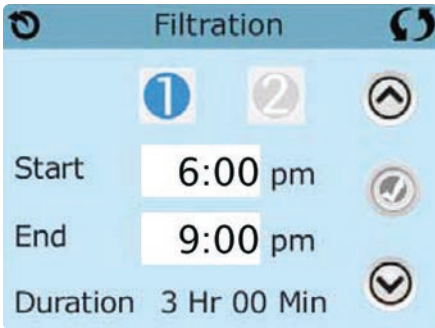 Filtration
1 2
Start 6:00 pm
End 9:00 pm
Duration 3 Hr 00 Min